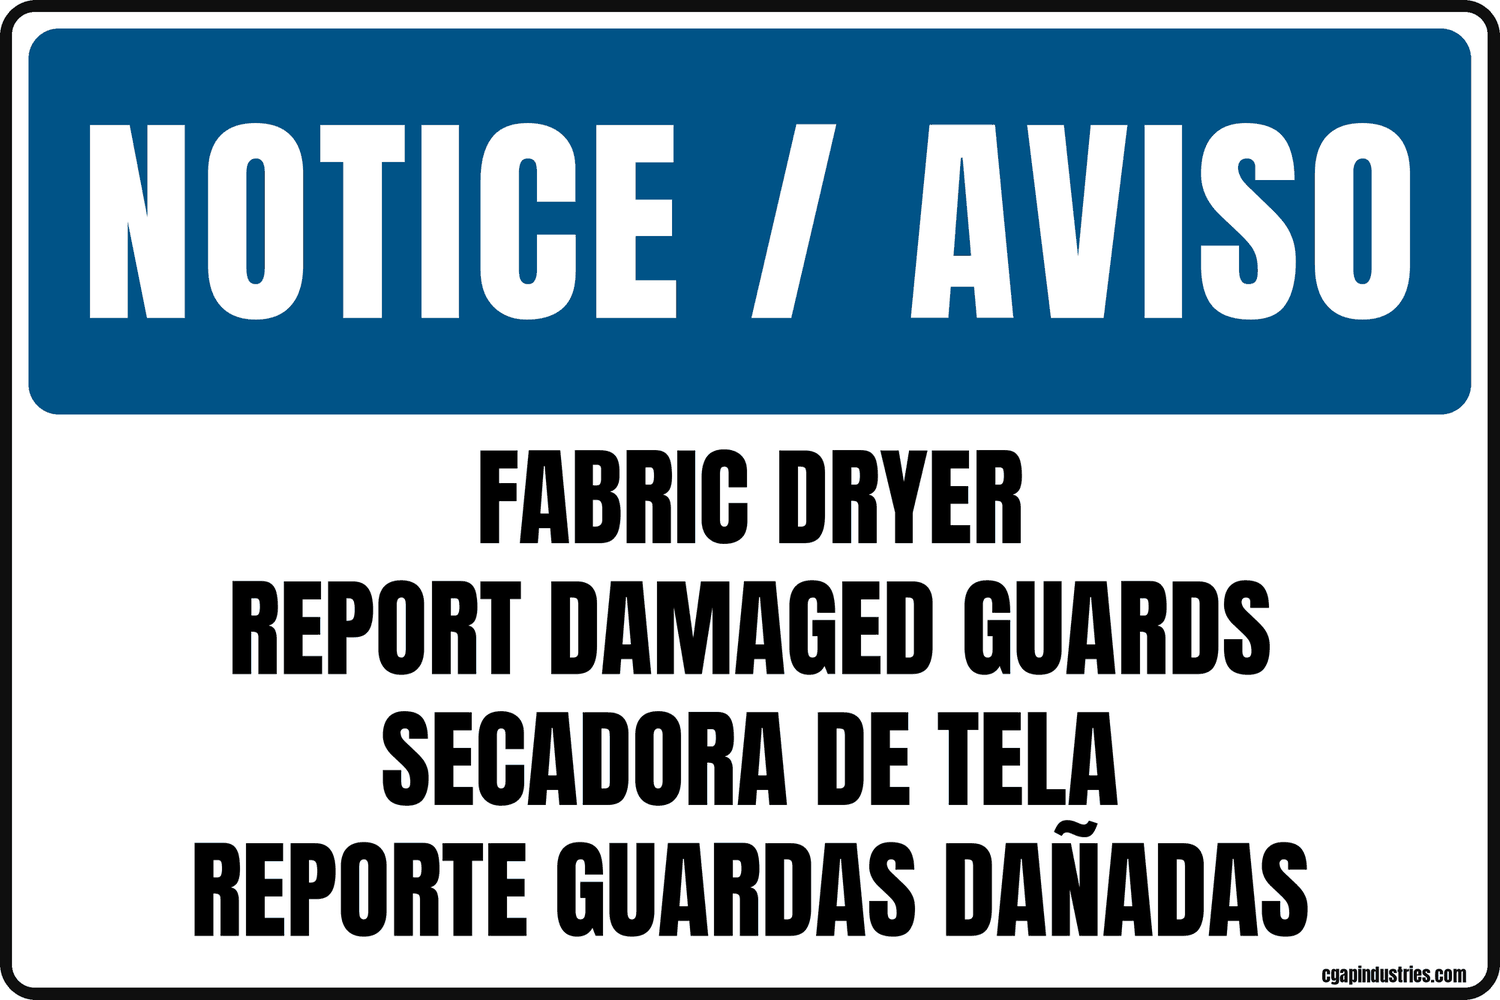 NOTICE / AVISO
FABRIC DRYER
REPORT DAMAGED GUARDS
SECADORA DE TELA
REPORTE GUARDAS DAÑADAS
cgapindustries.com